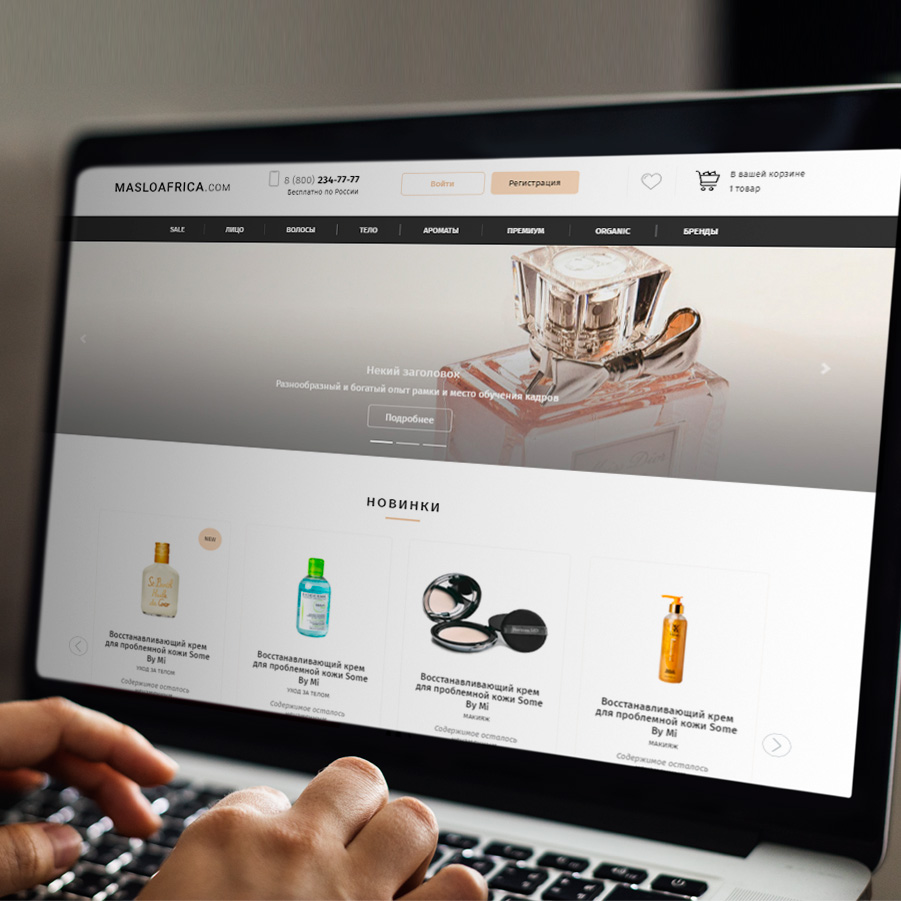 MASLOAFRICA.COM
8 (800) 234-77-77
Бесплатно по России
Войти
Регистрация
В вашей корзине
1 товар
SALE
ЛИЦО
ВОЛОСЫ
ТЕЛО
АРОМАТЫ
ПРЕМИУМ
ORGANIC
БРЕНДЫ
Некий заголовок
Разнообразный и богатый опыт рамки и место обучения кадров
Подробнее
НОВИНКИ
NEW
Восстанавливающий крем
для проблемной кожи Some
By Mi
УХОД ЗА ТЕЛОМ
Содержимое осталось
Восстанавливающий крем
для проблемной кожи Some
By Mi
УХОД ЗА ТЕЛОМ
Содержимое осталось
Восстанавливающий крем
для проблемной кожи Some
By Mi
МАКИЯЖ
Содержимое осталось
Восстанавливающий крем
для проблемной кожи Some
By Mi
МАКИЯЖ
Содержимое осталось